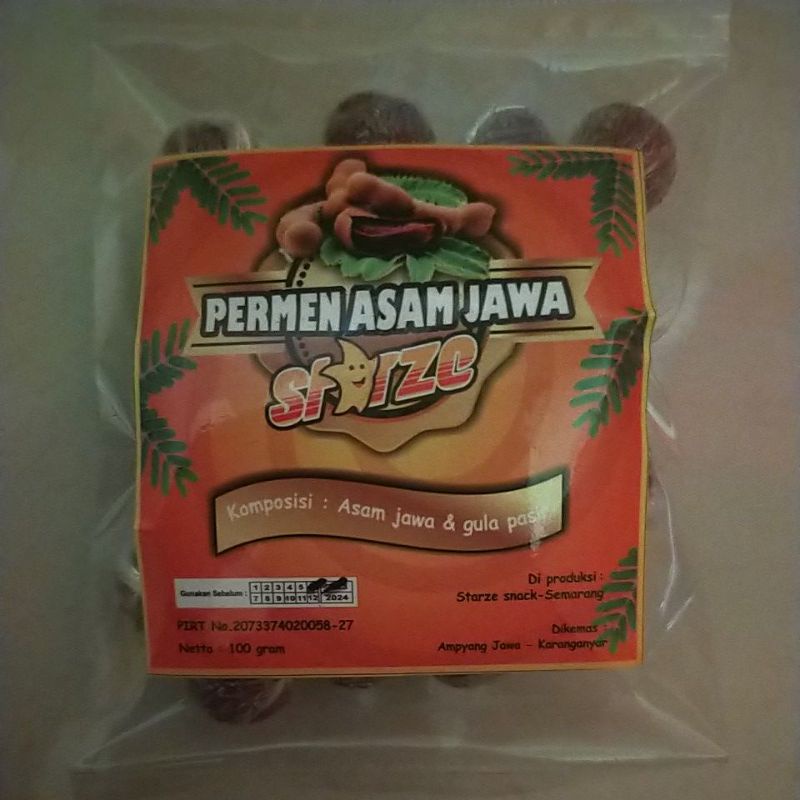 PERMEN ASAM JAWA
Starze
Komposisi : Asam jawa & gula pasir
Gunakan Sebelum :
1 2 3 4 5
7 8 9 10 11 12 2024
PIRT No.2073374020058-27
Netto : 100 gram
Di produksi :
Starze snack-Semarang
Dikemas :
Ampyang Jawa - Karanganyar